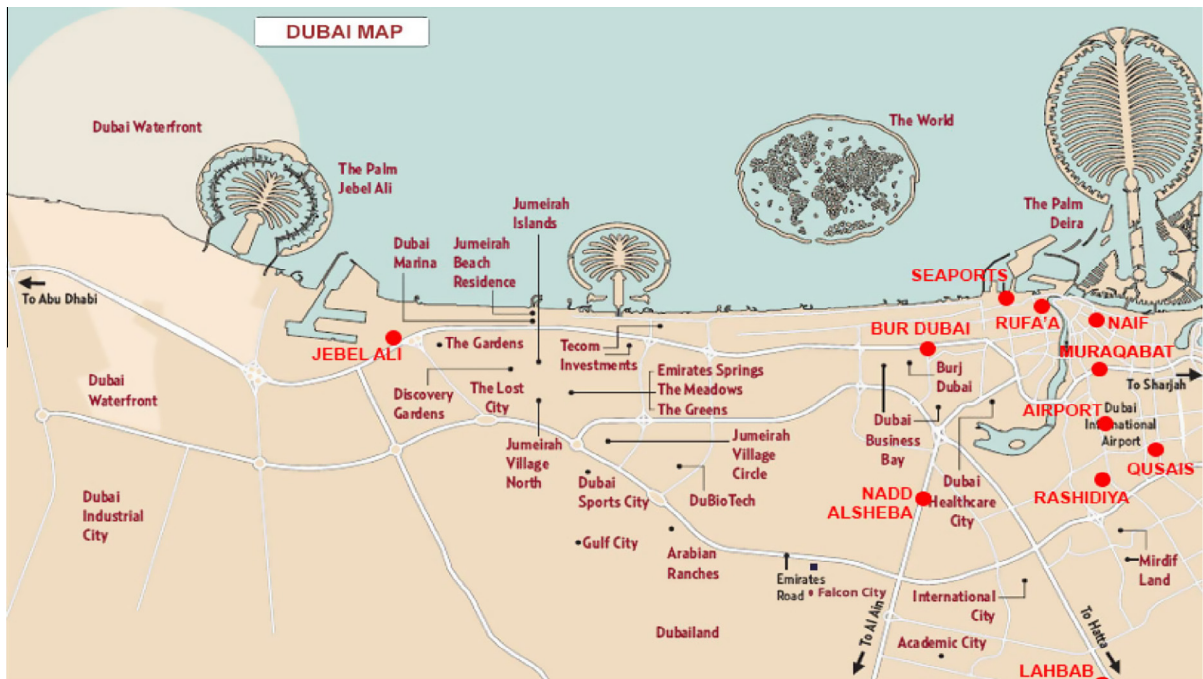 DUBAI MAP
Dubai Waterfront
The Palm
Jebel Ali
The World
The Palm
Deira
Jumeirah
Islands
Dubai
Marina
Jumeirah
Beach
Residence
To Abu Dhabi
SEAPORTS
RUFA'A
NAIF
BUR DUBAI
MURAQABAT
To Sharjah
JEBEL ALI
The Gardens
Tecom
Investments
Emirates Springs
The Meadows
The Greens
Burj
Dubai
Dubai
Waterfront
Discovery
Gardens
The Lost
City
AIRPORT
Dubai
International
Airport
Dubai
Business
Bay
Jumeirah
Village
North
Jumeirah
Village
Circle
QUSAIS
RASHIDIYA
Dubai
Sports City
DuBioTech
NADD
ALSHEBA
Dubai
Healthcare
City
Dubai
Industrial
City
Gulf City
Arabian
Ranches
Emirates
Road
Falcon City
International
City
Mirdif
Land
Dubailand
To Al Ain
Academic City
To Hatta
LAHBAB